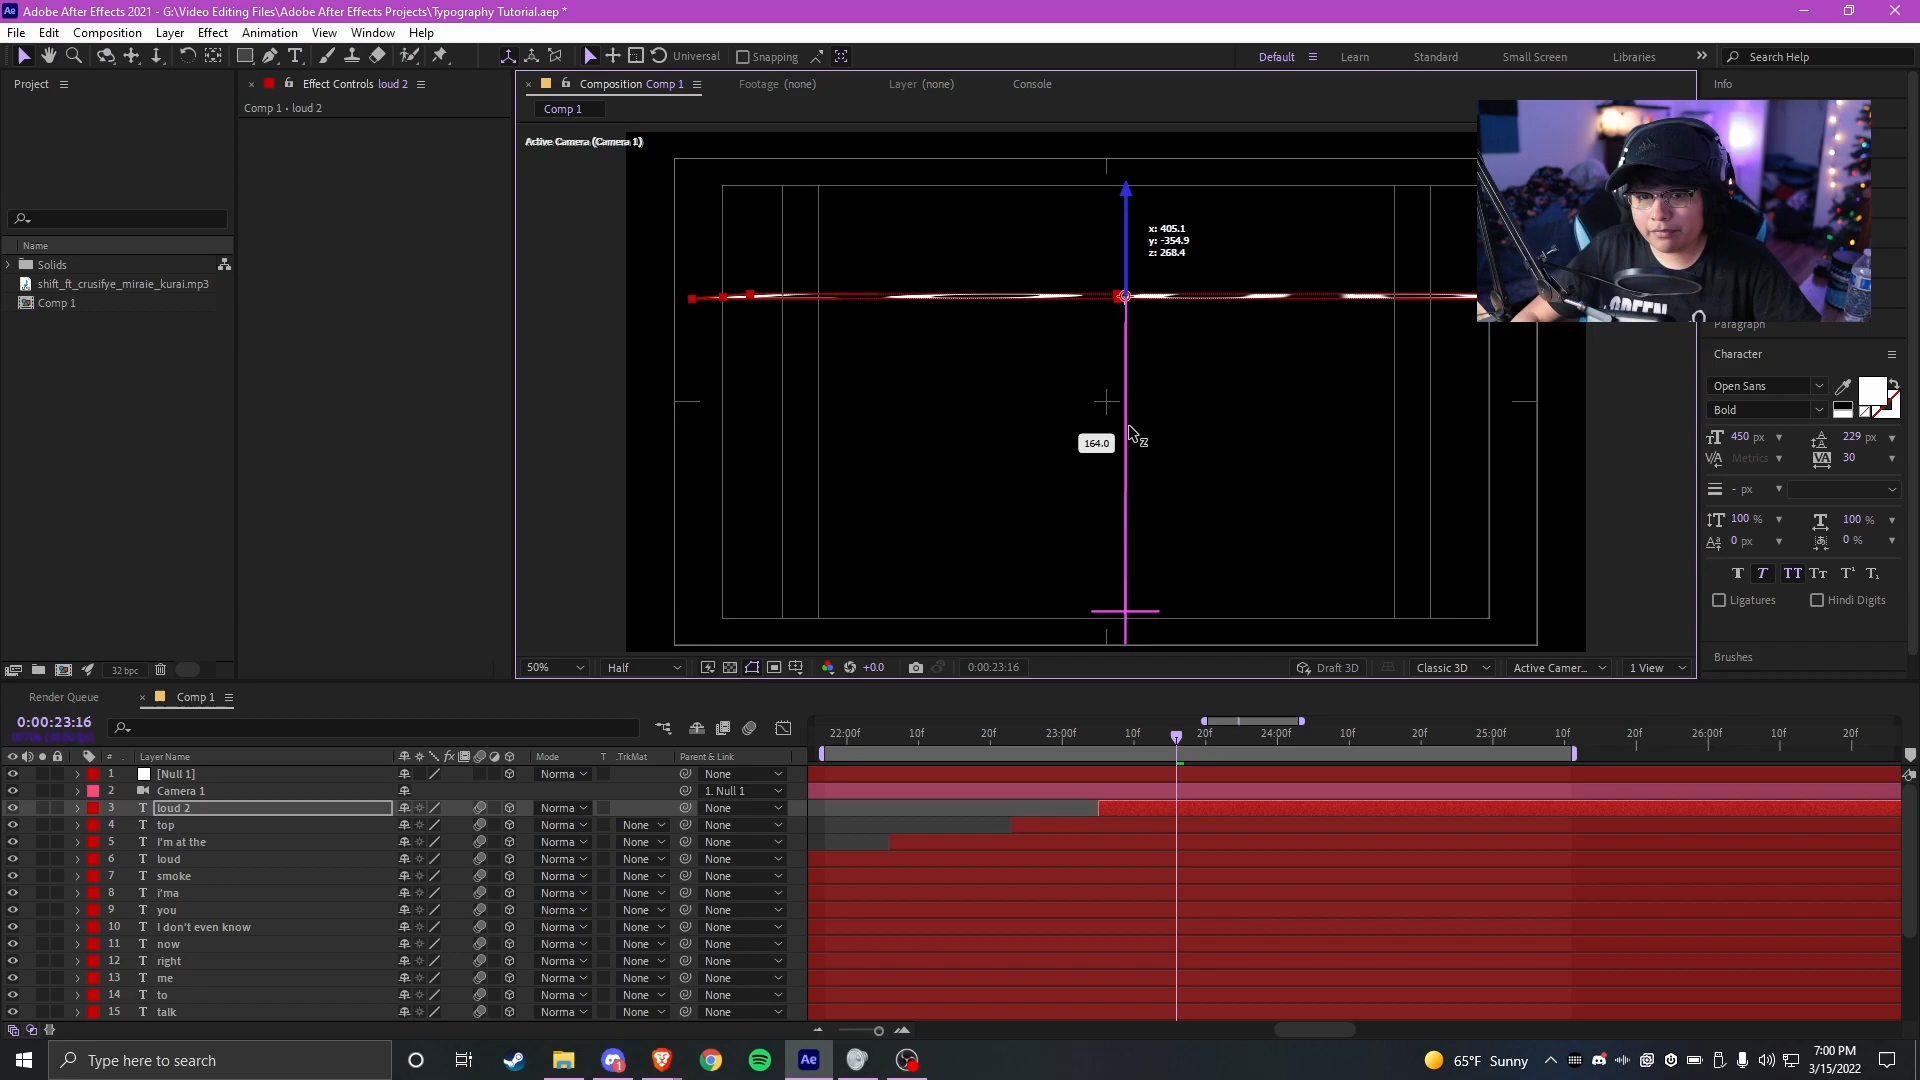 Adobe After Effects 2021 - G:\Video Editing Files\Adobe After Effects Projects\Typography Tutorial.aep *
File Edit Composition Layer Effect Animation View Window Help
Universal Snapping Default Learn Standard Small Screen Libraries Search Help
Project
Effect Controls loud 2
Comp 1 • loud 2
Composition Comp 1 Footage (none) Layer (none) Console
Comp 1
Info
Active Camera (Camera 1)
x: 405.1
y: -354.9
z: 268.4
164.0
Z
GREEN
Name
Solids
shift_ft_crusifye_miraie_kurai.mp3
Comp 1
Paragraph
Character
Open Sans
Bold
450 px 229 px
Metrics 30
- px
100 % 100 %
0 px 0 %
T T TT Tr T' T,
Ligatures Hindi Digits
Brushes
32 bpc
50% Half +0.0 0:00:23:16 Draft 3D Classic 3D Active Camer... 1 View
Render Queue Comp 1
0:00:23:16
22:00f 10f 20f 23:00f 10f 20f 24:00f 10f 20f 25:00f 10f 20f 26:00f 10f 20f
# Layer Name fx Mode T .TrkMat Parent & Link
1 [Null 1] Norma None
2 Camera 1 1. Null 1
3 T loud 2 Norma None
4 T top Norma None None
5 T I'm at the Norma None None
6 T loud Norma None None
7 T smoke Norma None None
8 T i'ma Norma None None
9 T you Norma None None
10 T I don't even know Norma None None
11 T now Norma None None
12 T right Norma None None
13 T me Norma None None
14 T to Norma None None
15 T talk Norma None None
Type here to search
Ae
65°F Sunny
7:00 PM
3/15/2022